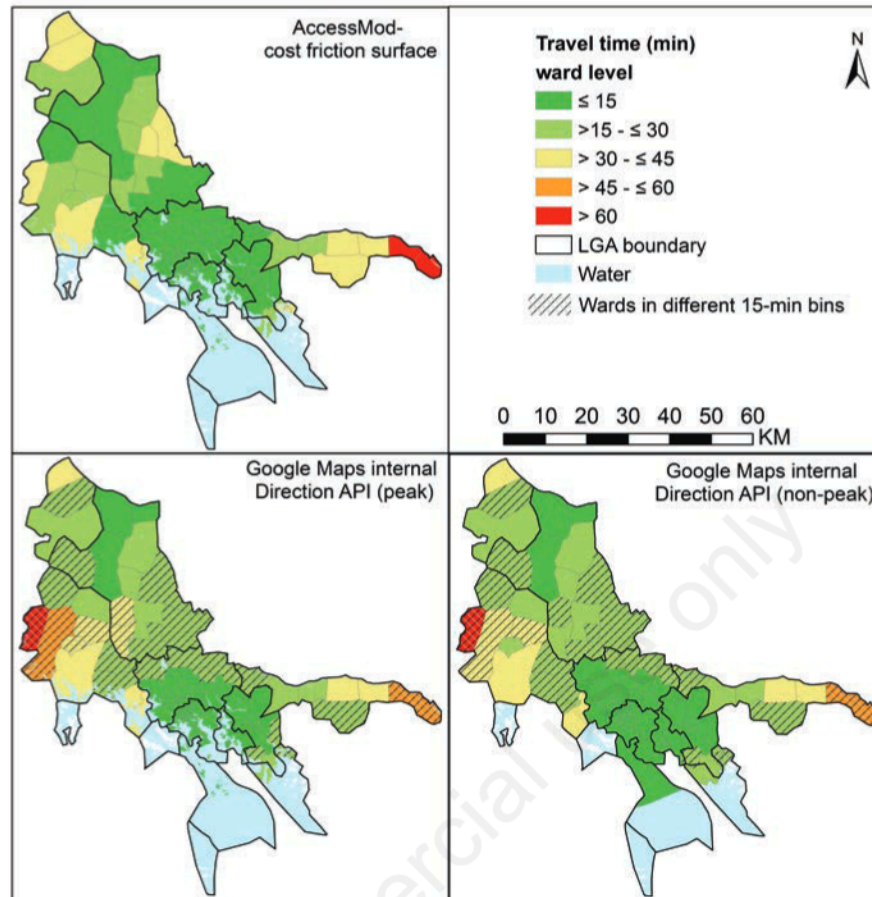 AccessMod-
cost friction surface
Travel time (min)
ward level
≤ 15
>15 - ≤ 30
> 30 - ≤ 45
> 45 - ≤ 60
> 60
LGA boundary
Water
Wards in different 15-min bins
N
0 10 20 30 40 50 60
KM
Google Maps internal
Direction API (peak)
Google Maps internal
Direction API (non-peak)
ercial u only